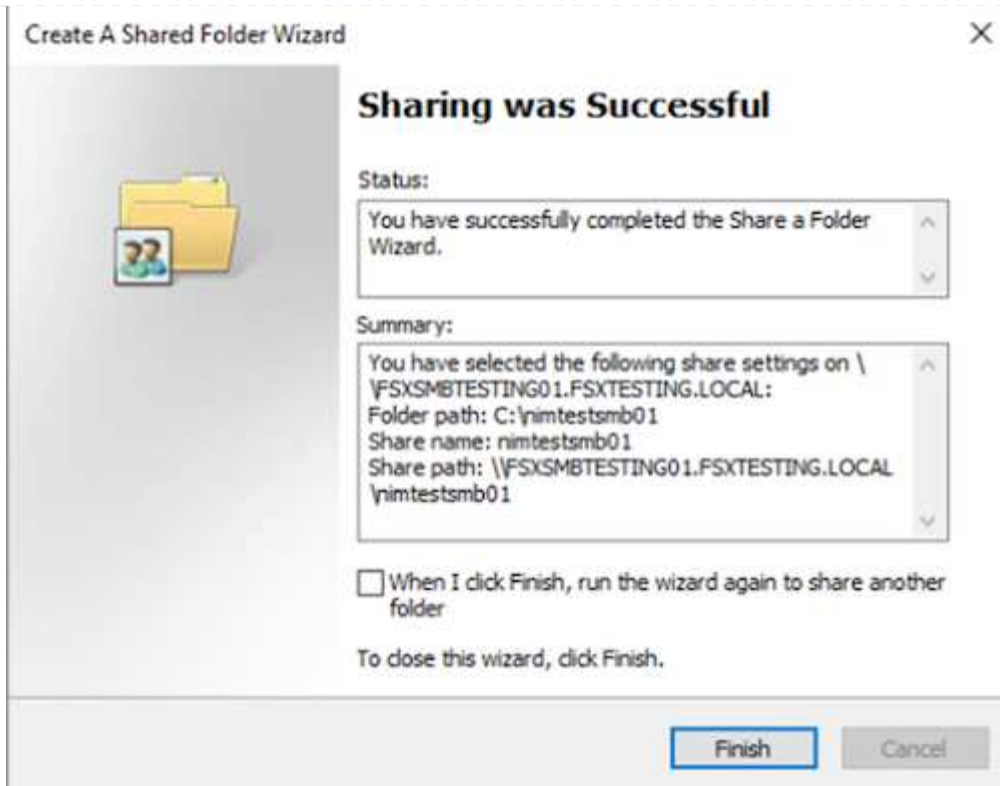 Create A Shared Folder Wizard
Sharing was Successful
Status:
You have successfully completed the Share a Folder
Wizard.
Summary:
You have selected the following share settings on \
\FSXSMBTESTING01.FSXTESTING.LOCAL:
Folder path: C:\nimtestsmb01
Share name: nimtestsmb01
Share path: \\FSXSMBTESTING01.FSXTESTING.LOCAL
\nimtestsmb01
When I click Finish, run the wizard again to share another
folder
To close this wizard, click Finish.
Finish
Cancel